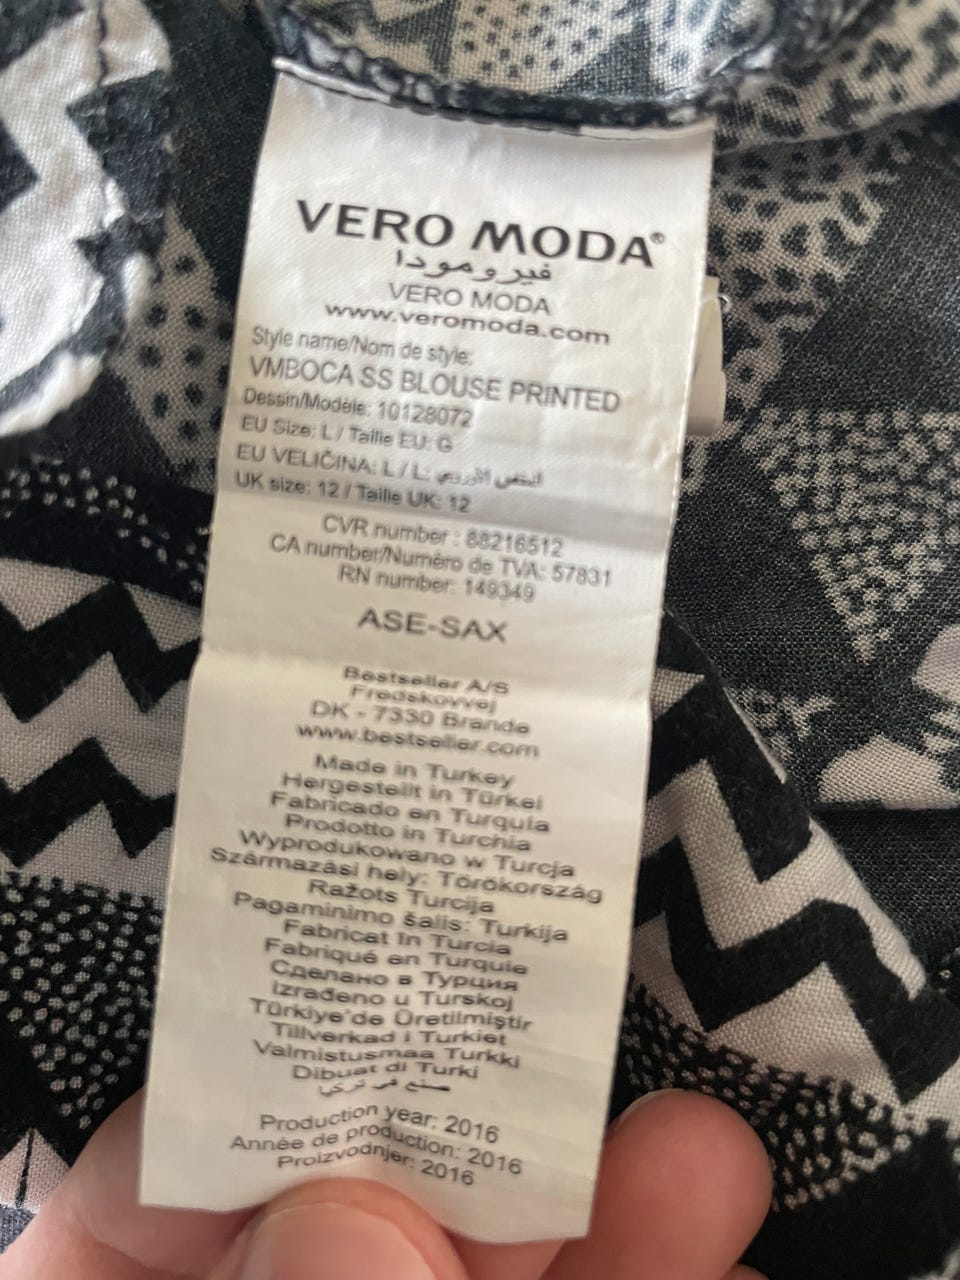 VERO MODA®
فيرومودا
VERO MODA
www.veromoda.com
Style name/Nom de style:
VMBOCA SS BLOUSE PRINTED
Dessin/Modèle: 10128072
EU Size: L / Taille EU: G
EU VELIČINA: L / L:
UK size: 12 / Taille UK: 12
CVR number : 88216512
CA number/Numéro de TVA: 57831
RN number: 149349
ASE-SAX
Bestseller A/S
Fredskovvej
DK - 7330 Brande
www.bestseller.com
Made in Turkey
Hergestellt in Türkei
Fabricado en Turquía
Prodotto in Turchia
Wyprodukowano w Turcja
Származási hely: Törökország
Ražots Turcija
Pagaminimo šalis: Turkija
Fabricat în Turcia
Fabriqué en Turquie
Сделано в Турция
Izrađeno u Turskoj
Türkiye'de Üretilmiştir
Tillverkad i Turkiet
Valmistusmaa Turkki
Dibuat di Turki
صنع في تركي
Production year: 2016
Année de production: 2016
Proizvodnjer: 2016